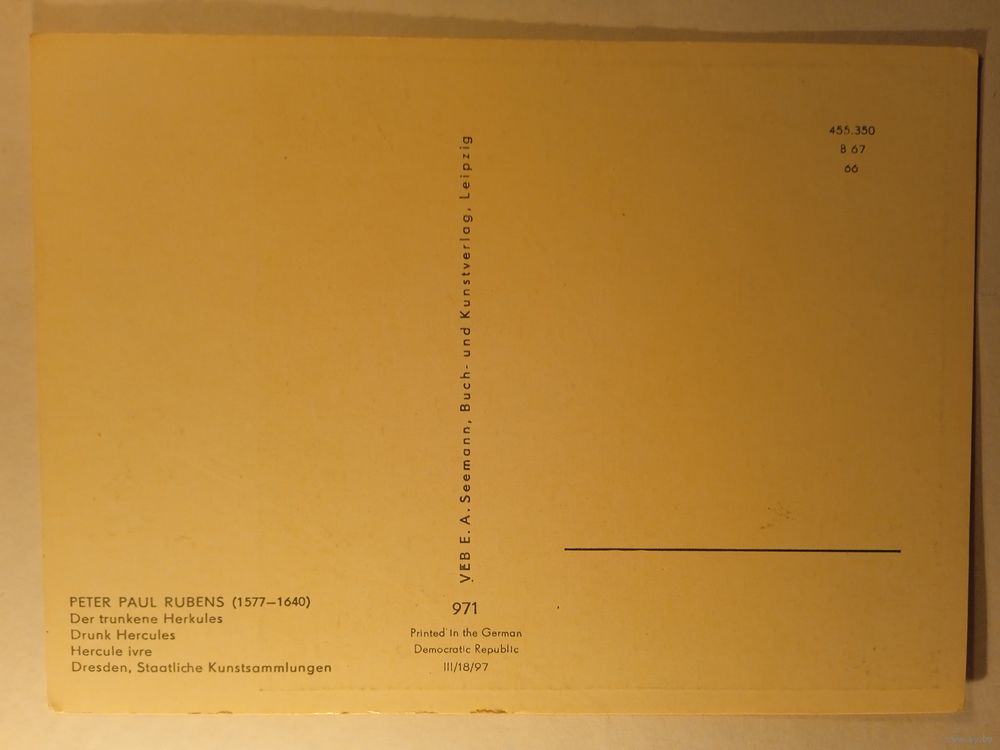 455.350
B 67
66
VEB E. A. Seemann, Buch- und Kunstverlag, Leipzig
PETER PAUL RUBENS (1577–1640)
Der trunkene Herkules
Drunk Hercules
Hercule ivre
Dresden, Staatliche Kunstsammlungen
971
Printed in the German
Democratic Republic
III/18/97